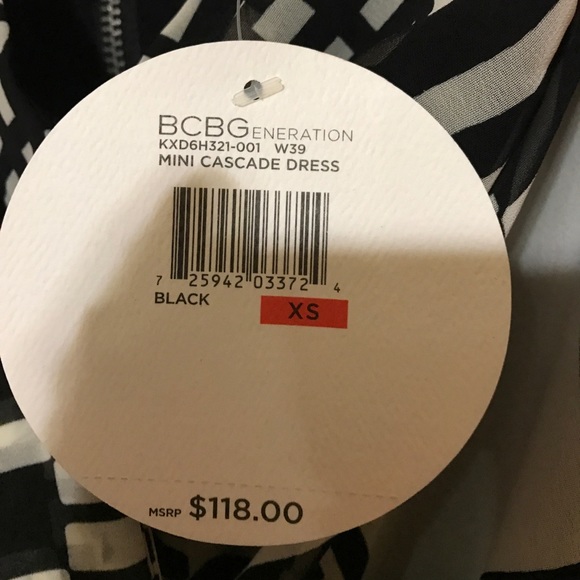 BCBGENERATION
KXD6H321-001 W39
MINI CASCADE DRESS
7 25942 03372 4
BLACK XS
MSRP $118.00